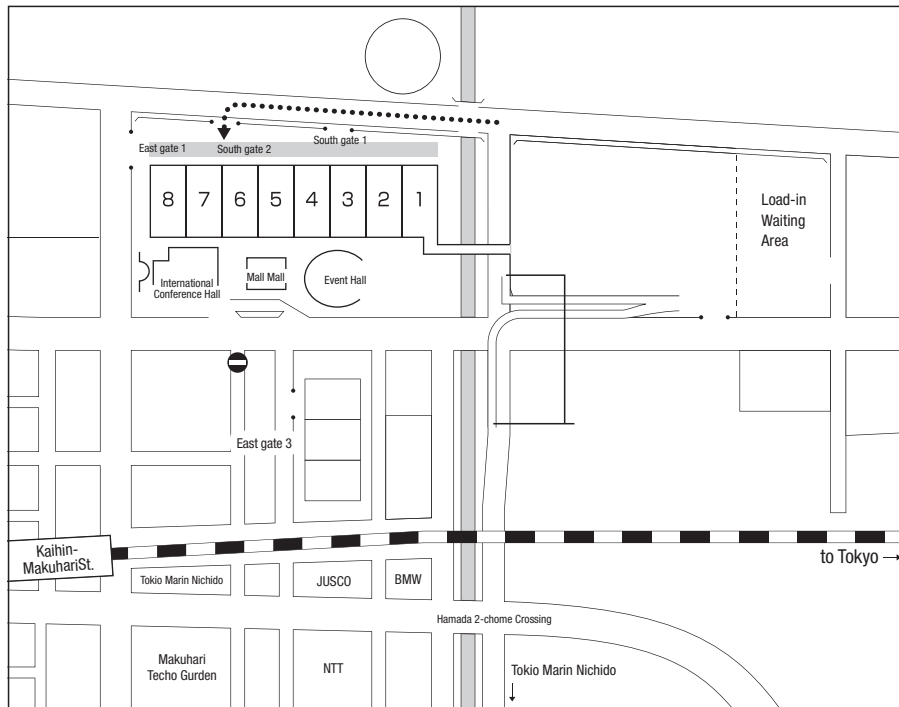 East gate 1
South gate 2
South gate 1
8
7
6
5
4
3
2
1
Load-in
Waiting
Area
International
Conference Hall
Mall Mall
Event Hall
East gate 3
Kaihin-
MakuhariSt.
to Tokyo →
Tokio Marin Nichido
JUSCO
BMW
Hamada 2-chome Crossing
Makuhari
Techo Gurden
NTT
Tokio Marin Nichido
↓